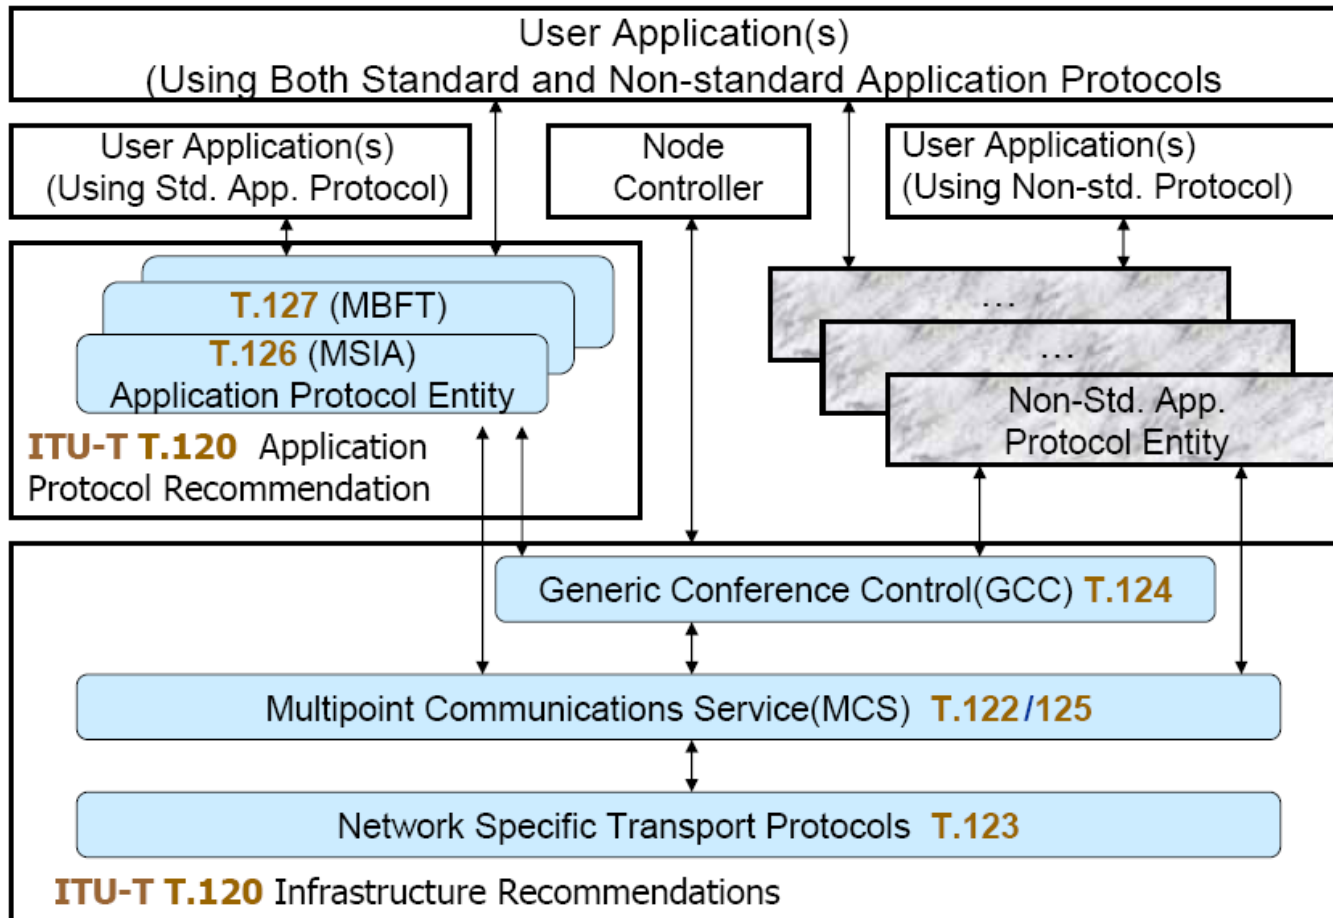 User Application(s)
(Using Both Standard and Non-standard Application Protocols
User Application(s)
(Using Std. App. Protocol)
Node
Controller
User Application(s)
(Using Non-std. Protocol)
T.127 (MBFT)
T.126 (MSIA)
Application Protocol Entity
ITU-T T.120 Application
Protocol Recommendation
...
...
Non-Std. App.
Protocol Entity
Generic Conference Control(GCC) T.124
Multipoint Communications Service(MCS) T.122/125
Network Specific Transport Protocols T.123
ITU-T T.120 Infrastructure Recommendations